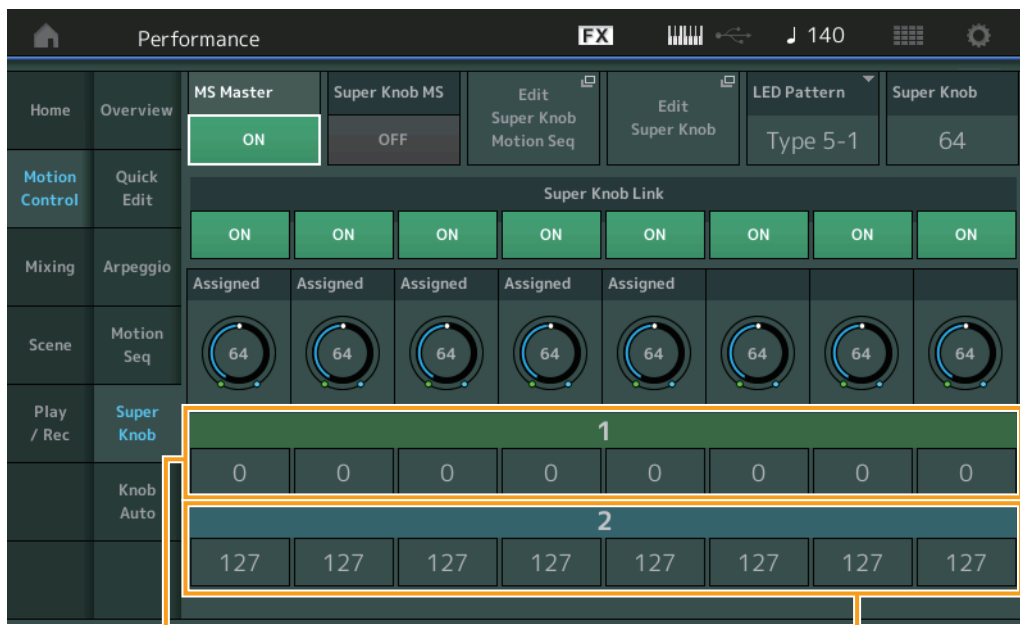 Performance
FX
♩ 140
Home
Motion
Control
Mixing
Scene
Play
/ Rec
Overview
Quick
Edit
Arpeggio
Motion
Seq
Super
Knob
Knob
Auto
MS Master
ON
Super Knob MS
OFF
Edit
Super Knob
Motion Seq
Edit
Super Knob
LED Pattern
Type 5-1
Super Knob
64
Super Knob Link
ON ON ON ON ON ON ON ON
Assigned Assigned Assigned Assigned Assigned
64 64 64 64 64 64 64 64
1
0 0 0 0 0 0 0 0
2
127 127 127 127 127 127 127 127